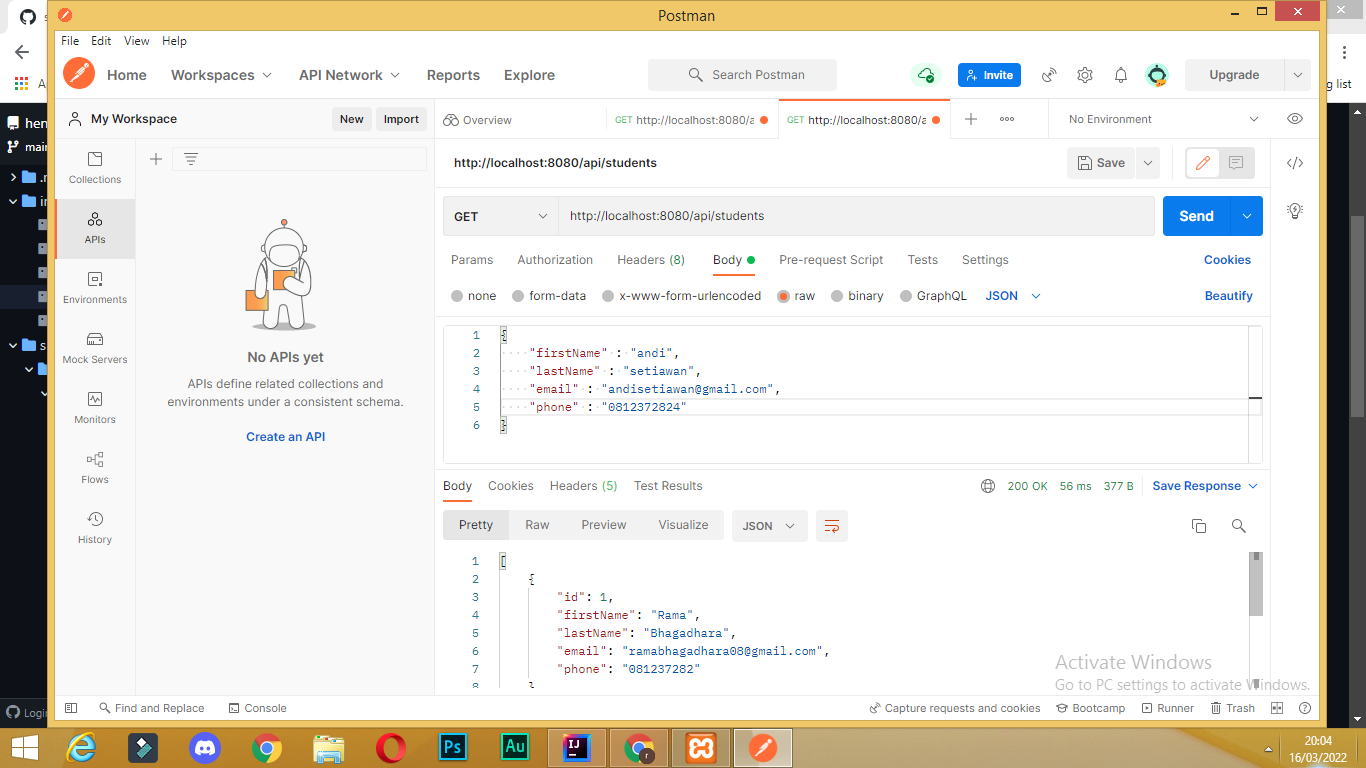 Postman
File Edit View Help
Home Workspaces API Network Reports Explore
Search Postman
Invite
Upgrade
My Workspace
New Import
Overview
GET http://localhost:8080/a
GET http://localhost:8080/a
No Environment
Collections
APIs
Environments
Mock Servers
Monitors
Flows
History
No APIs yet
APIs define related collections and
environments under a consistent schema.
Create an API
http://localhost:8080/api/students
Save
GET http://localhost:8080/api/students
Send
Params Authorization Headers (8) Body Pre-request Script Tests Settings
Cookies
none form-data x-www-form-urlencoded raw binary GraphQL JSON
Beautify
1 {
2 "firstName" : "andi",
3 "lastName" : "setiawan",
4 "email" : "andisetiawan@gmail.com",
5 "phone" : "0812372824"
6 }
Body Cookies Headers (5) Test Results
200 OK 56 ms 377 B Save Response
Pretty Raw Preview Visualize JSON
1 [
2 {
3 "id": 1,
4 "firstName": "Rama",
5 "lastName": "Bhagadhara",
6 "email": "ramabhagadhara08@gmail.com",
7 "phone": "081237282"
8 }
Activate Windows
Go to PC settings to activate Windows.
Find and Replace Console
Capture requests and cookies Bootcamp Runner Trash
hen
main
g list
Login
Ps
Au
IJ
r
20:04
16/03/2022